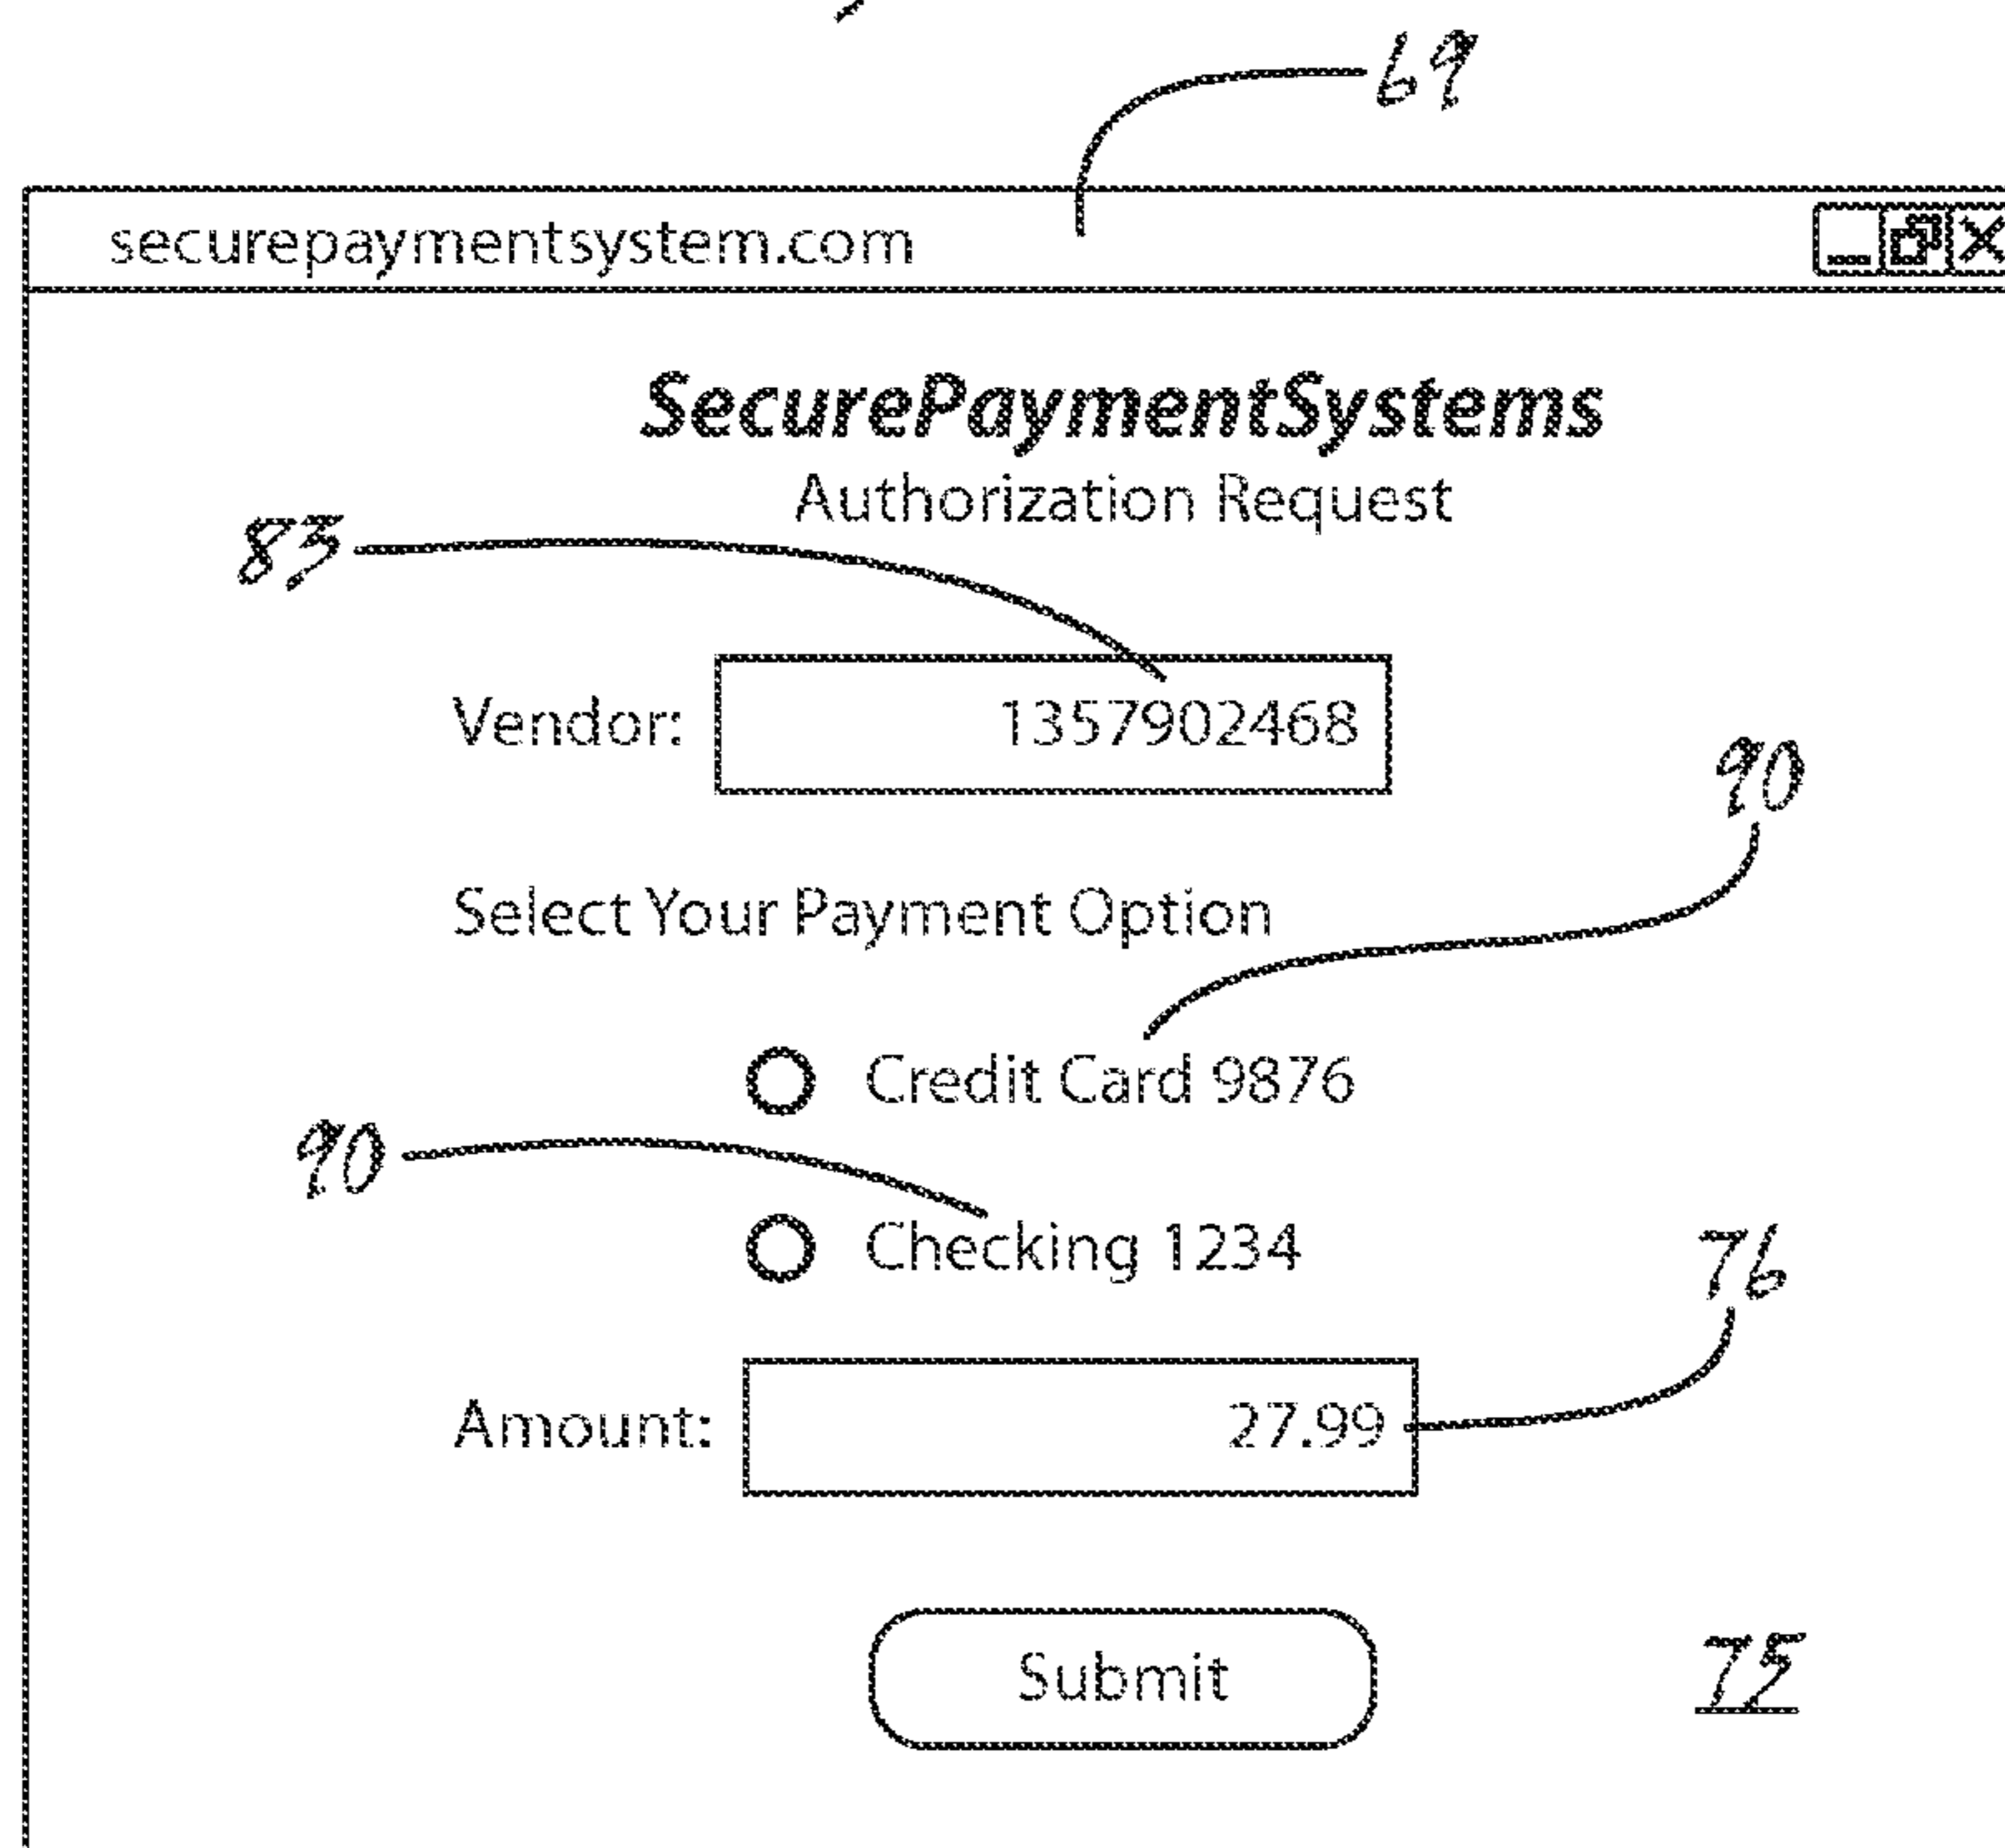 69
securepaymentsystem.com
SecurePaymentSystems
Authorization Request
83
Vendor: 1357902468
90
Select Your Payment Option
Credit Card 9876
90
Checking 1234
76
Amount: 27.99
Submit
75